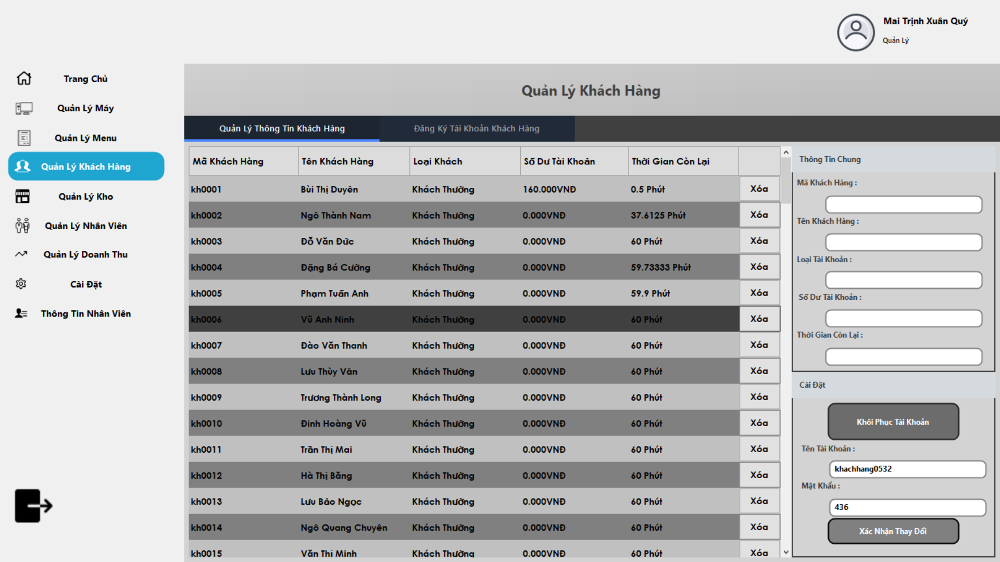 Mai Trịnh Xuân Quý
Quản Lý
Trang Chủ
Quản Lý Máy
Quản Lý Menu
Quản Lý Khách Hàng
Quản Lý Kho
Quản Lý Nhân Viên
Quản Lý Doanh Thu
Cài Đặt
Thông Tin Nhân Viên
Quản Lý Khách Hàng
Quản Lý Thông Tin Khách Hàng Đăng Ký Tài Khoản Khách Hàng
Mã Khách Hàng Tên Khách Hàng Loại Khách Số Dư Tài Khoản Thời Gian Còn Lại
kh0001 Bùi Thị Duyên Khách Thường 160.000VNĐ 0.5 Phút Xóa
kh0002 Ngô Thành Nam Khách Thường 0.000VNĐ 37.6125 Phút Xóa
kh0003 Đỗ Văn Đức Khách Thường 0.000VNĐ 60 Phút Xóa
kh0004 Đặng Bá Cường Khách Thường 0.000VNĐ 59.73333 Phút Xóa
kh0005 Phạm Tuấn Anh Khách Thường 0.000VNĐ 59.9 Phút Xóa
kh0006 Vũ Anh Ninh Khách Thường 0.000VNĐ 60 Phút Xóa
kh0007 Đào Văn Thanh Khách Thường 0.000VNĐ 60 Phút Xóa
kh0008 Lưu Thùy Vân Khách Thường 0.000VNĐ 60 Phút Xóa
kh0009 Trương Thành Long Khách Thường 0.000VNĐ 60 Phút Xóa
kh0010 Đinh Hoàng Vũ Khách Thường 0.000VNĐ 60 Phút Xóa
kh0011 Trần Thị Mai Khách Thường 0.000VNĐ 60 Phút Xóa
kh0012 Hà Thị Băng Khách Thường 0.000VNĐ 60 Phút Xóa
kh0013 Lưu Bảo Ngọc Khách Thường 0.000VNĐ 60 Phút Xóa
kh0014 Ngô Quang Chuyên Khách Thường 0.000VNĐ 60 Phút Xóa
kh0015 Văn Thị Minh Khách Thường 0.000VNĐ 60 Phút Xóa
Thông Tin Chung
Mã Khách Hàng :
Tên Khách Hàng :
Loại Tài Khoản :
Số Dư Tài Khoản :
Thời Gian Còn Lại :
Cài Đặt
Khôi Phục Tài Khoản
Tên Tài Khoản :
khachhang0532
Mật Khẩu :
436
Xác Nhận Thay Đổi